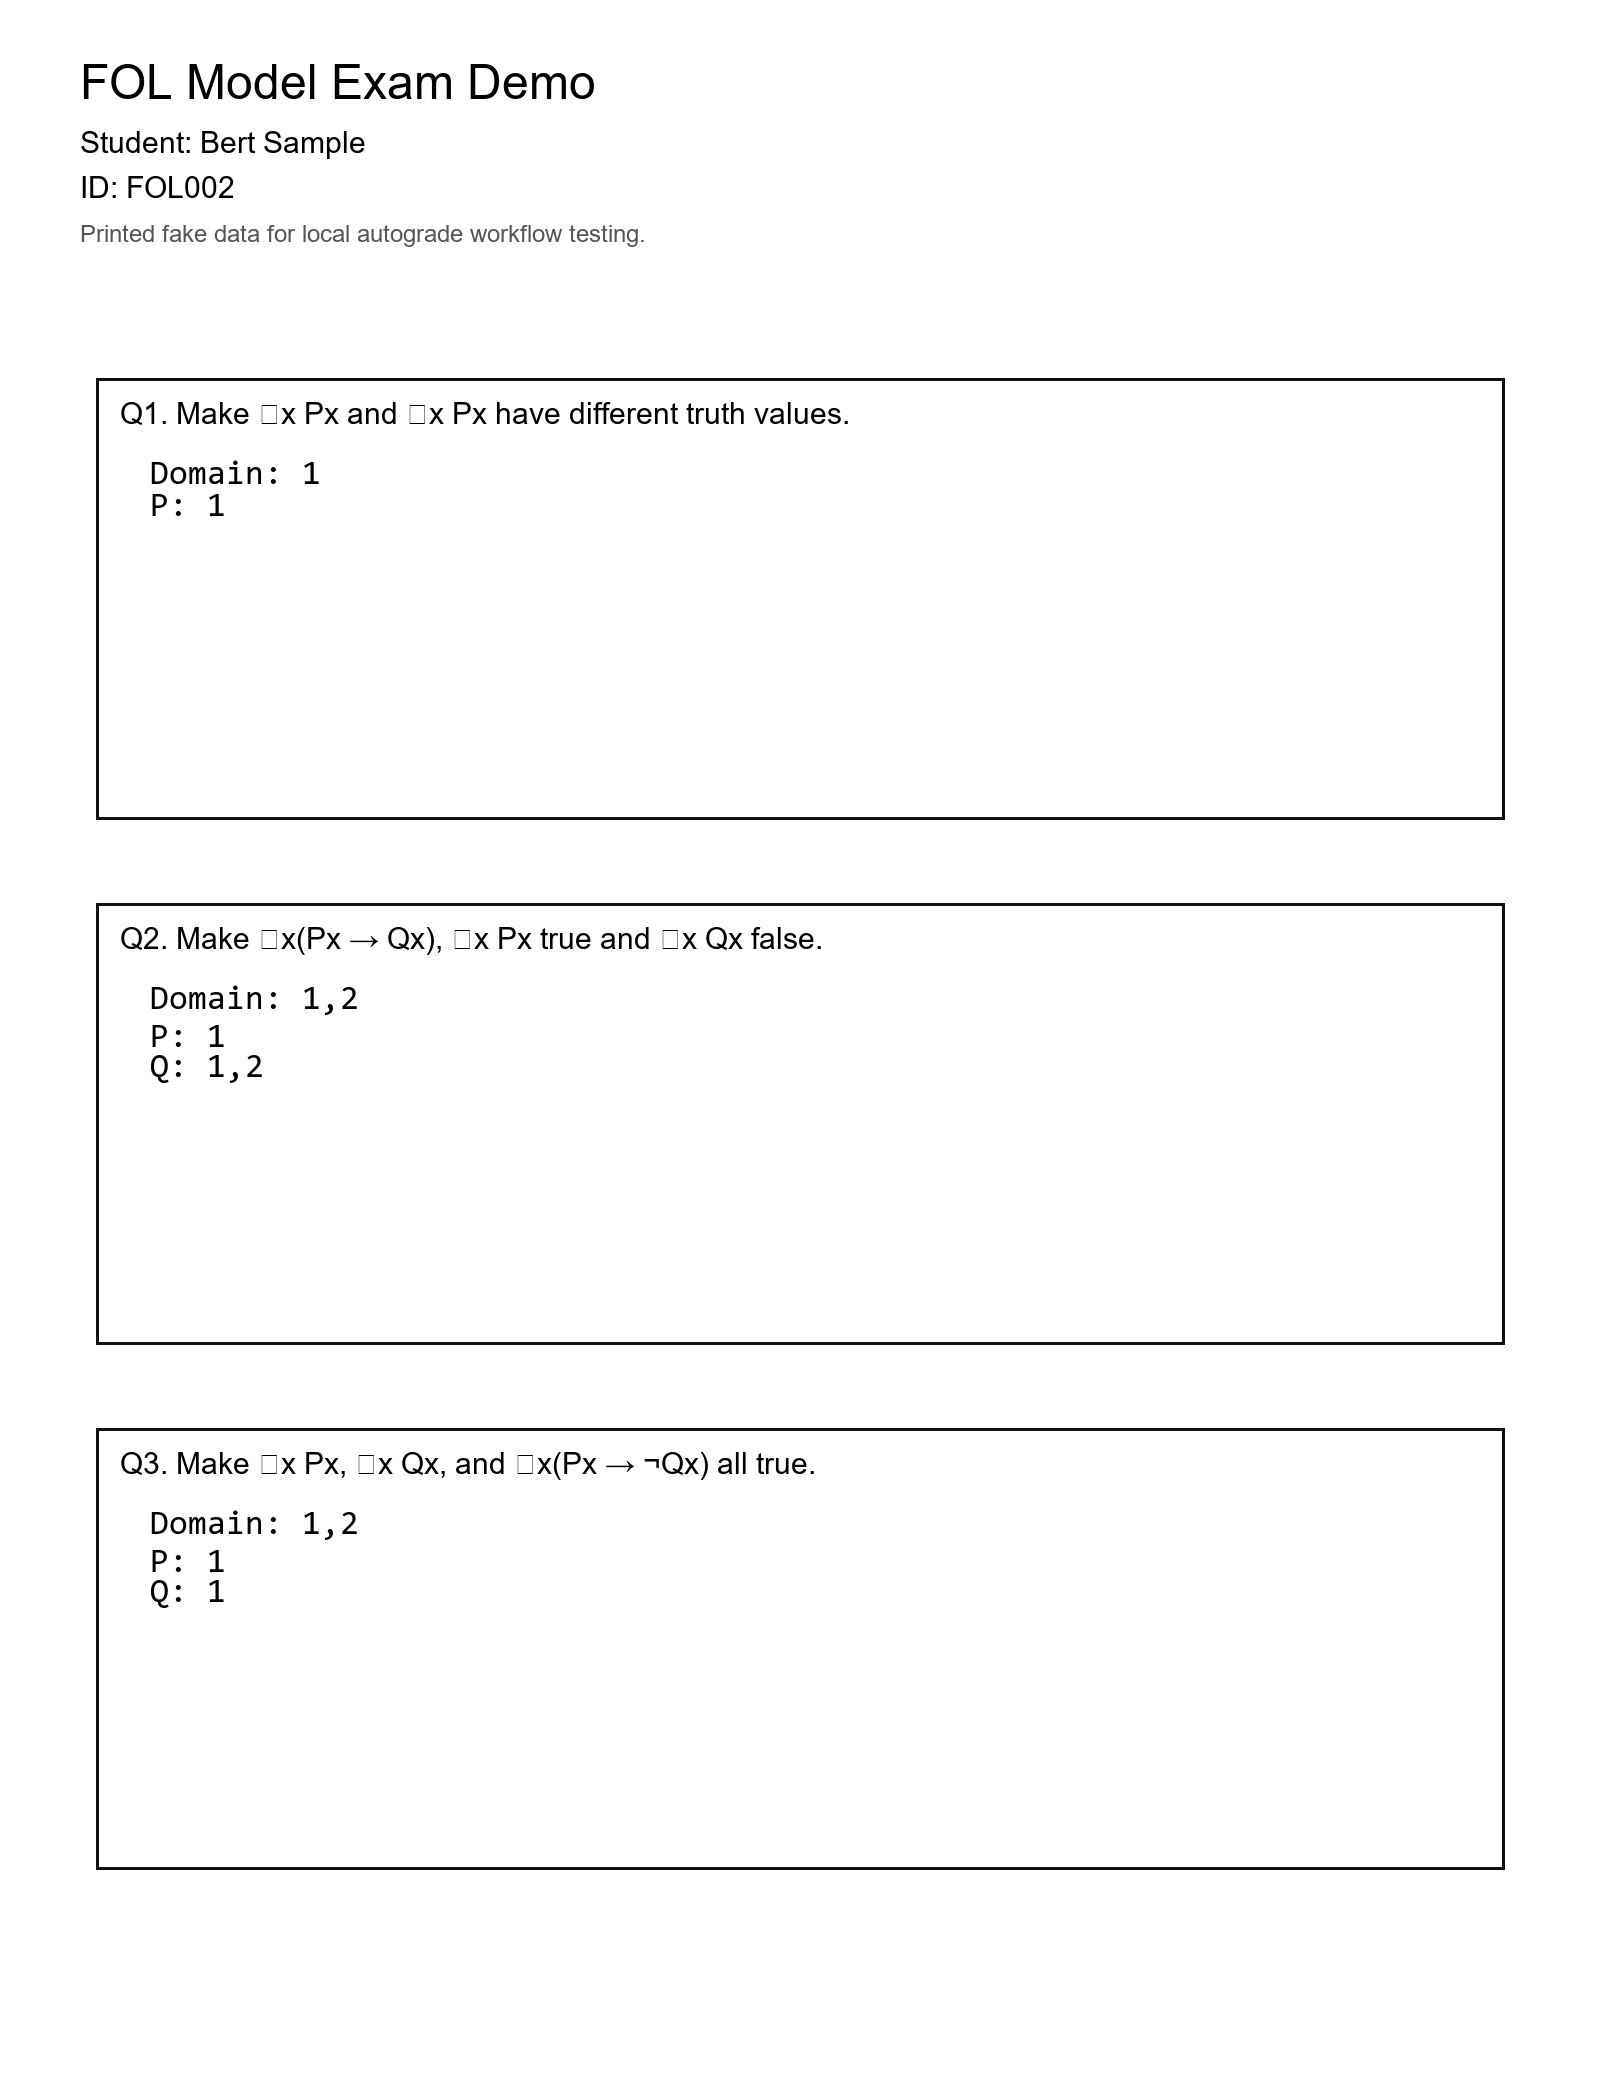 FOL Model Exam Demo
Student: Bert Sample
ID: FOL002
Printed fake data for local autograde workflow testing.
Q1. Make □x Px and □x Px have different truth values.
Domain: 1
P: 1
Q2. Make □x(Px → Qx), □x Px true and □x Qx false.
Domain: 1,2
P: 1
Q: 1,2
Q3. Make □x Px, □x Qx, and □x(Px → ¬Qx) all true.
Domain: 1,2
P: 1
Q: 1